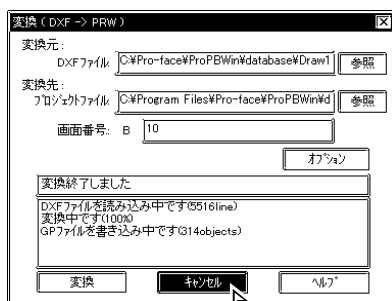 変換 ( DXF -> PRW )
変換元 :
DXFファイル C:¥Pro-face¥ProPBWin¥database¥Draw1 参照
変換先 :
プロジェクトファイル C:¥Program Files¥Pro-face¥ProPBWin¥d 参照
画面番号: B 10
オプション
変換終了しました
DXFファイルを読み込み中です(5516line)
変換中です(100%)
GPファイルを書き込み中です(314objects)
変換 キャンセル ヘルプ